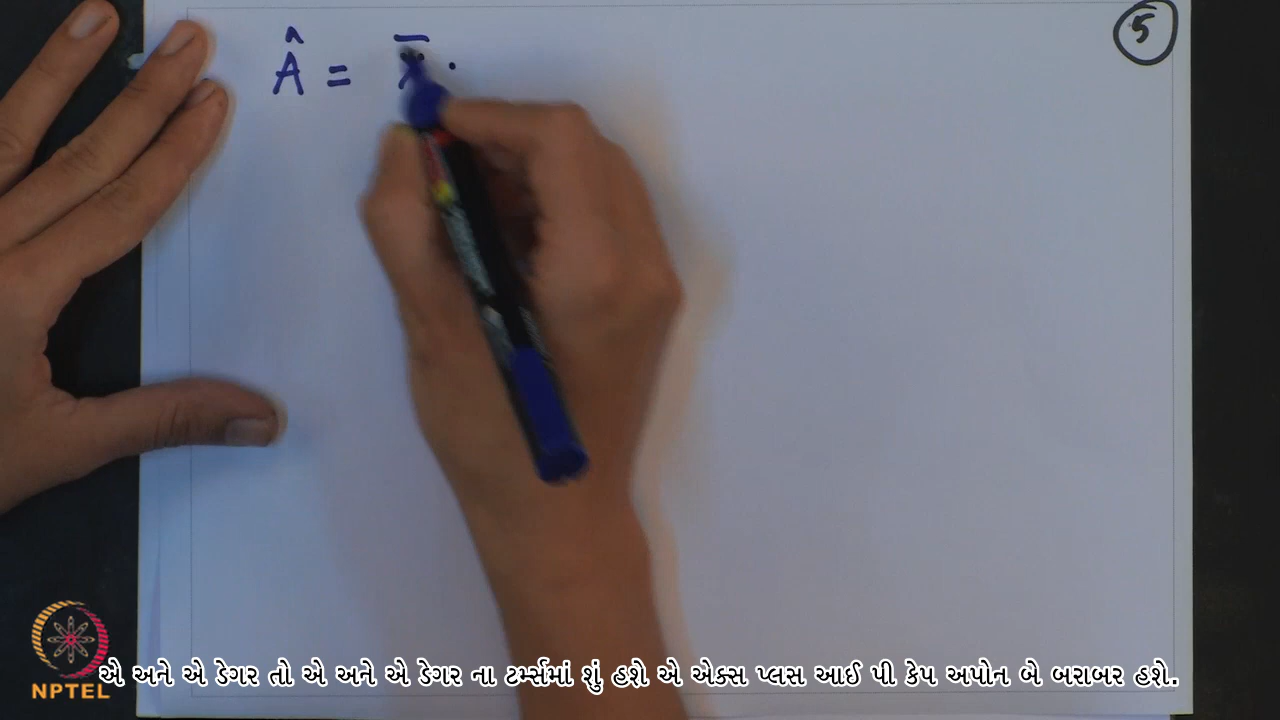 5
Â =
NPTEL
એ અને એ ડેગર તો એ અને એ ડેગર ના ટર્મ્સમાં શું હશે એ એક્સ પ્લસ આઈ પી કેપ અપોન બે બરાબર હશે.